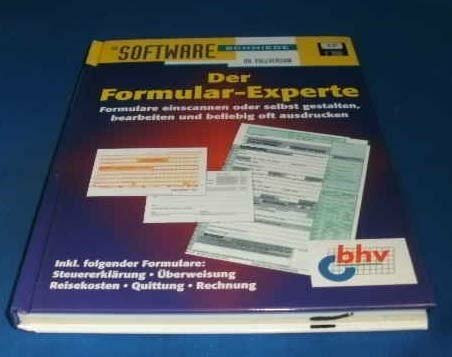 SOFTWARE
SCHMIEDE
Der
Formular-Experte
Formulare einscannen oder selbst gestalten,
bearbeiten und beliebig oft ausdrucken
Inkl. folgender Formulare:
Steuererklärung • Überweisung
Reisekosten • Quittung • Rechnung
bhv